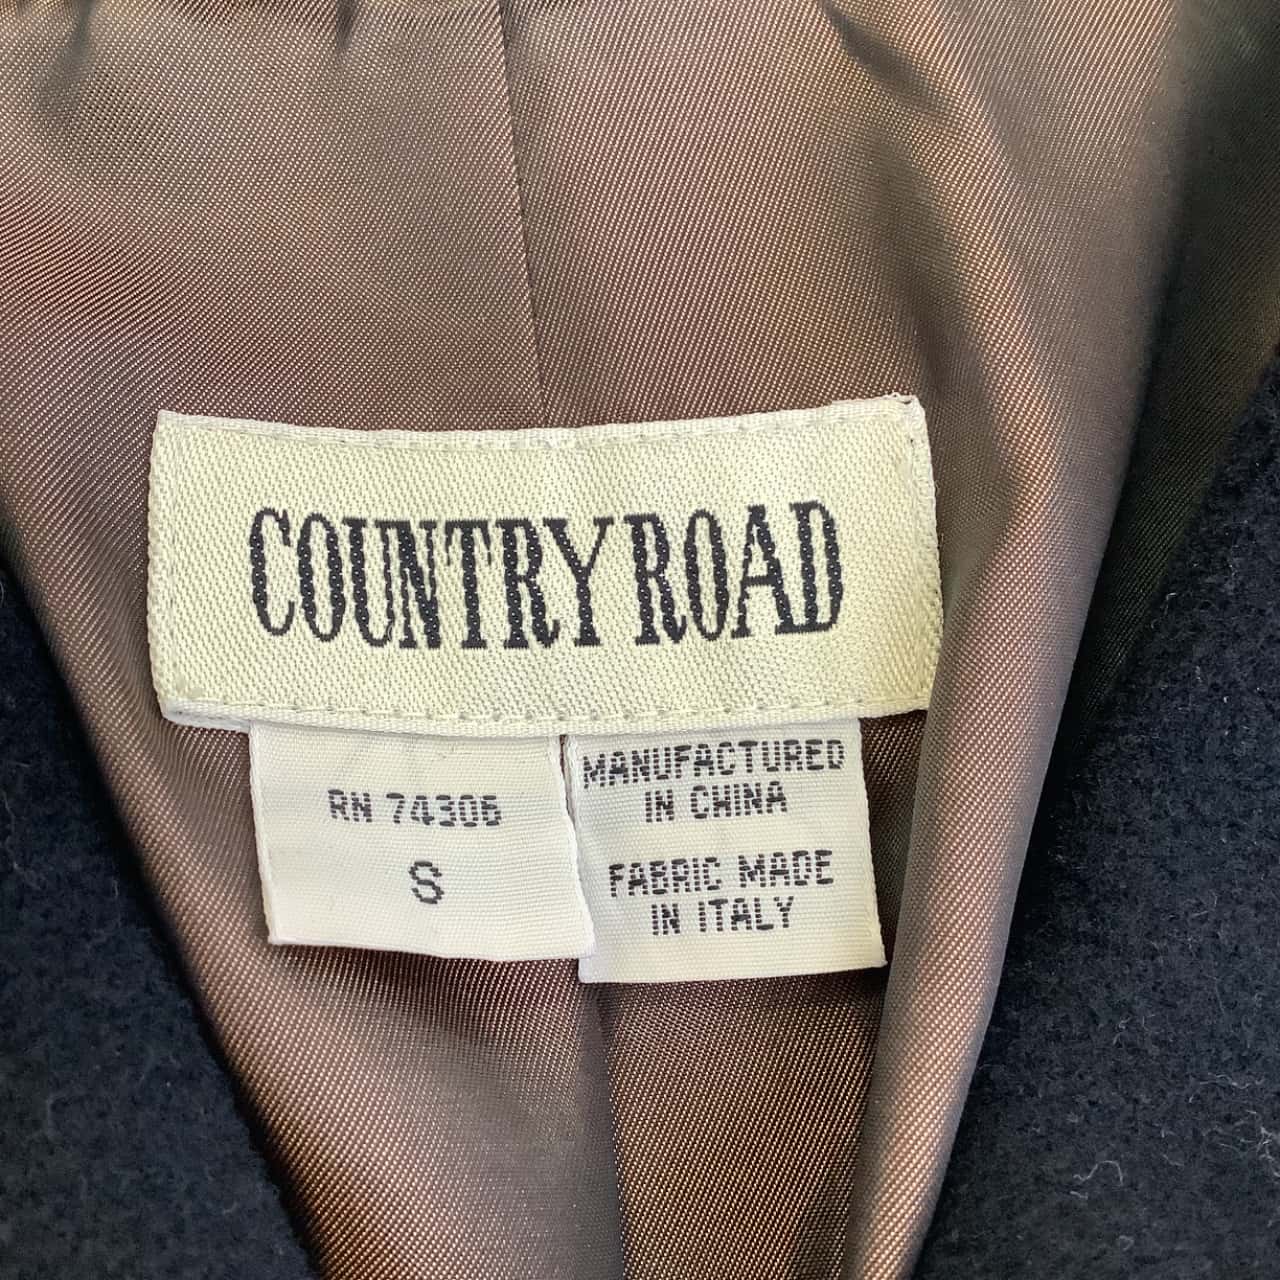 COUNTRY ROAD
RN 74306
S
MANUFACTURED
IN CHINA
FABRIC MADE
IN ITALY